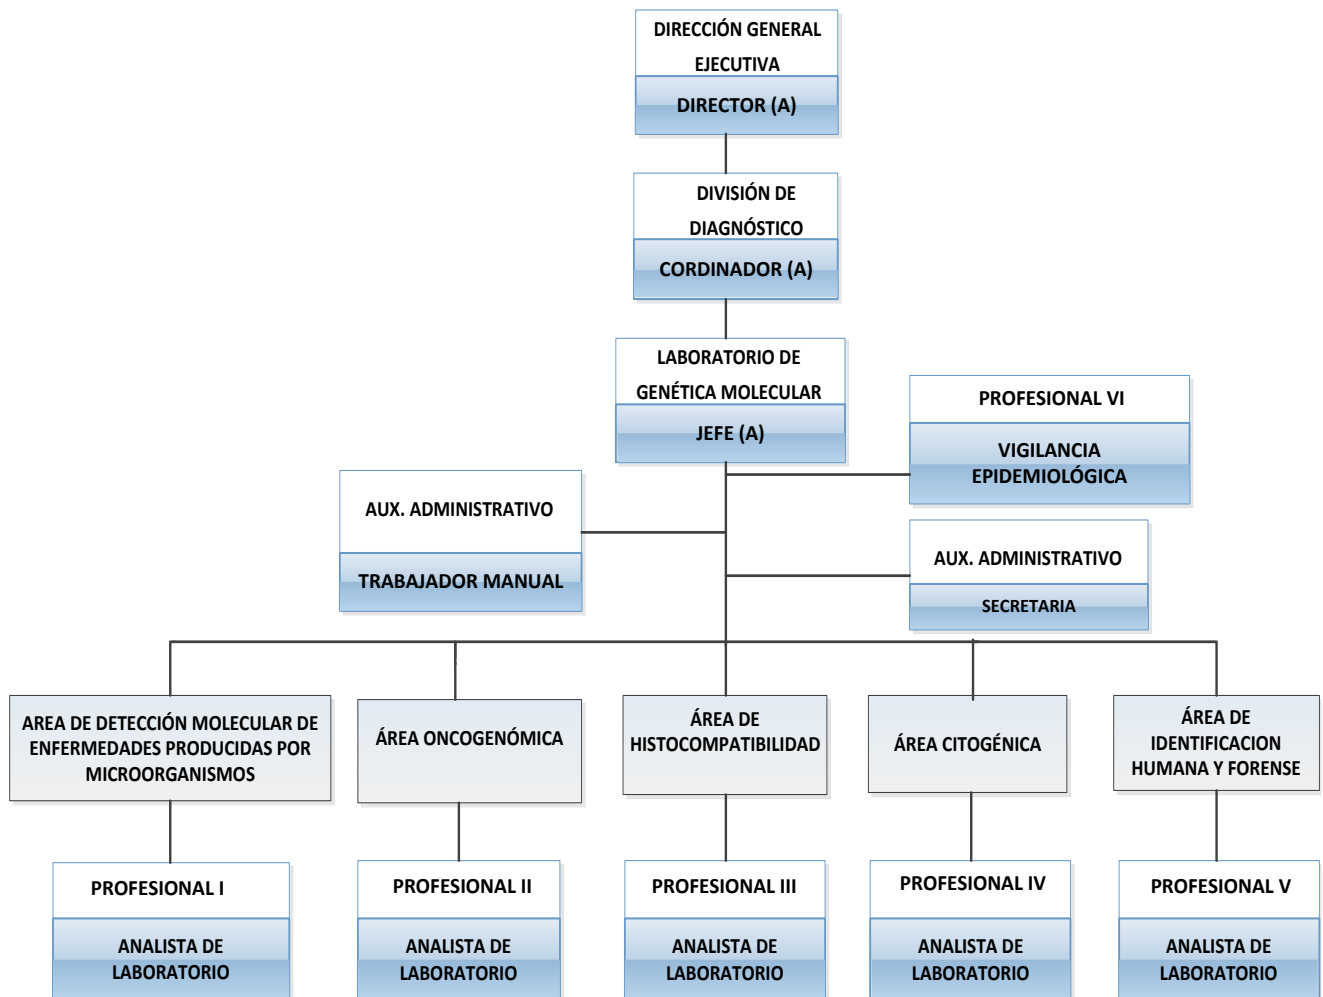 DIRECCIÓN GENERAL
EJECUTIVA
DIRECTOR (A)
DIVISIÓN DE
DIAGNÓSTICO
CORDINADOR (A)
LABORATORIO DE
GENÉTICA MOLECULAR
JEFE (A)
PROFESIONAL VI
VIGILANCIA
EPIDEMIOLÓGICA
AUX. ADMINISTRATIVO
TRABAJADOR MANUAL
AUX. ADMINISTRATIVO
SECRETARIA
AREA DE DETECCIÓN MOLECULAR DE
ENFERMEDADES PRODUCIDAS POR
MICROORGANISMOS
ÁREA ONCOGENÓMICA
ÁREA DE
HISTOCOMPATIBILIDAD
ÁREA CITOGÉNICA
ÁREA DE
IDENTIFICACION
HUMANA Y FORENSE
PROFESIONAL I
ANALISTA DE
LABORATORIO
PROFESIONAL II
ANALISTA DE
LABORATORIO
PROFESIONAL III
ANALISTA DE
LABORATORIO
PROFESIONAL IV
ANALISTA DE
LABORATORIO
PROFESIONAL V
ANALISTA DE
LABORATORIO